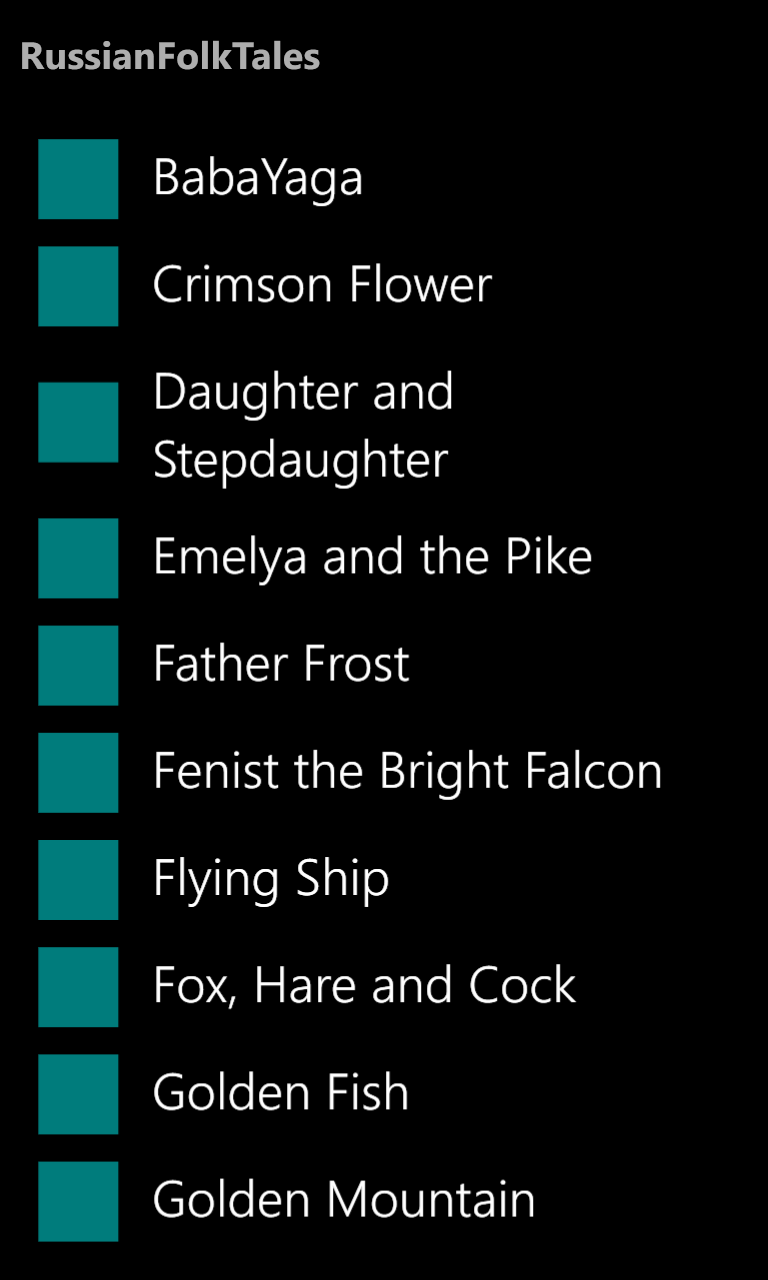 RussianFolkTales
BabaYaga
Crimson Flower
Daughter and
Stepdaughter
Emelya and the Pike
Father Frost
Fenist the Bright Falcon
Flying Ship
Fox, Hare and Cock
Golden Fish
Golden Mountain